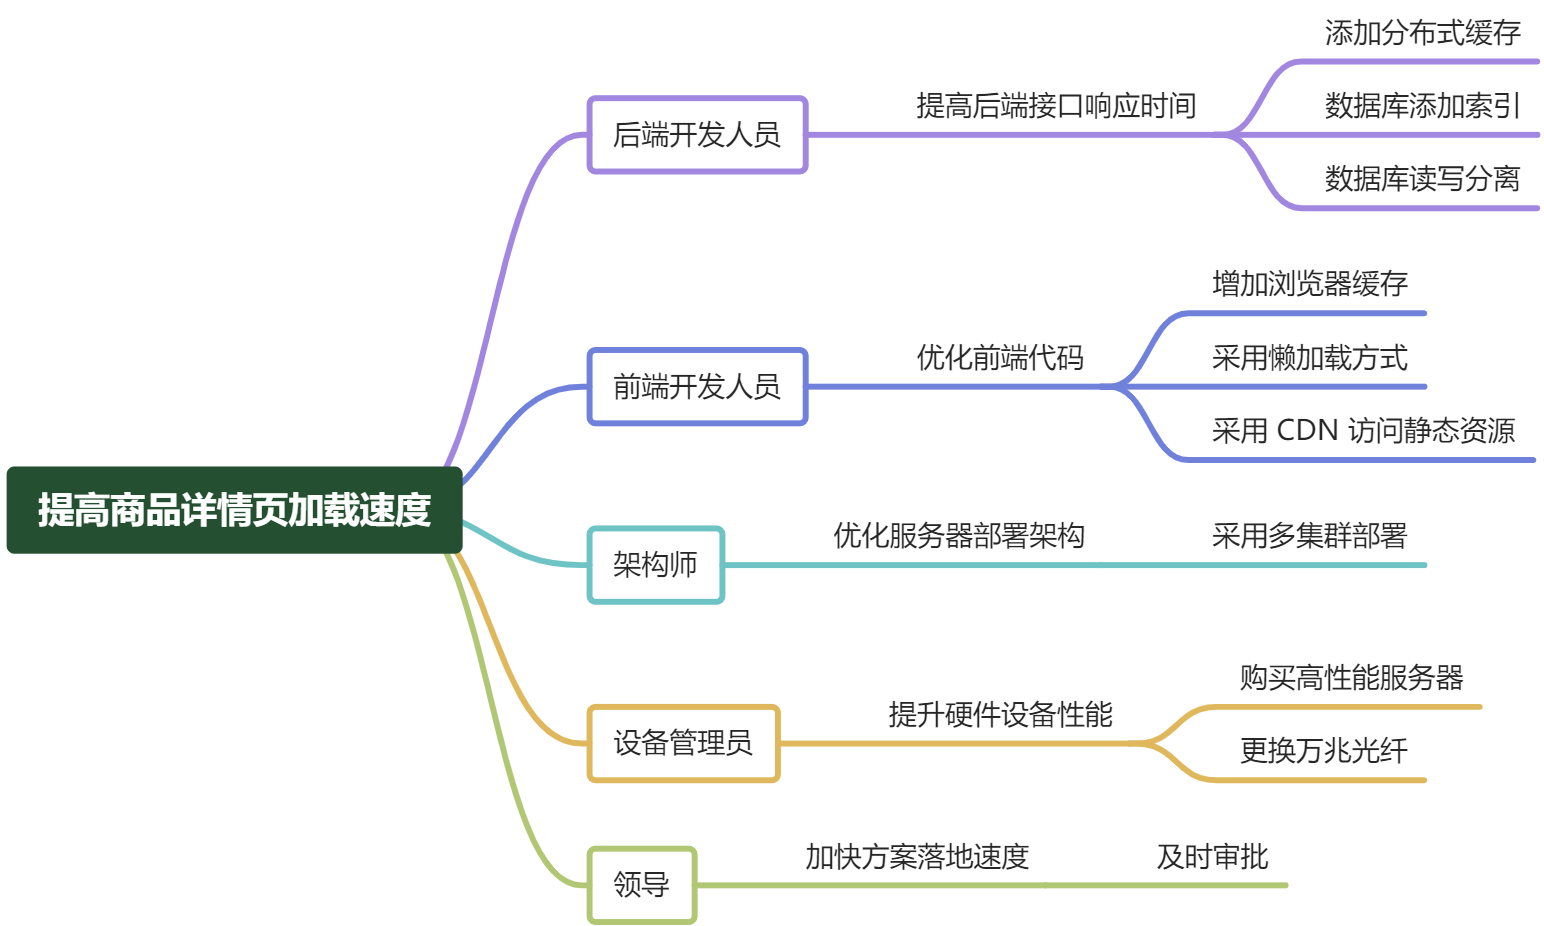 提高商品详情页加载速度
后端开发人员
提高后端接口响应时间
添加分布式缓存
数据库添加索引
数据库读写分离
前端开发人员
优化前端代码
增加浏览器缓存
采用懒加载方式
采用 CDN 访问静态资源
架构师
优化服务器部署架构
采用多集群部署
设备管理员
提升硬件设备性能
购买高性能服务器
更换万兆光纤
领导
加快方案落地速度
及时审批